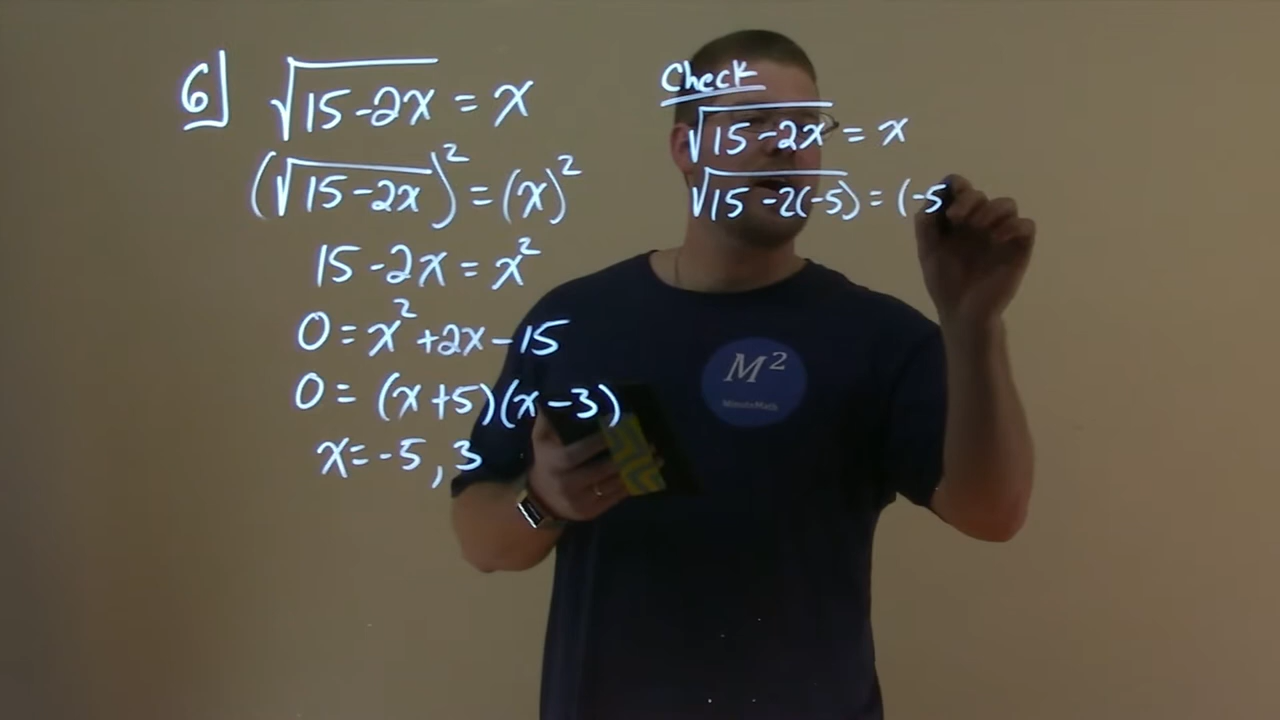 6] √15-2x = x
(√15-2x)² = (x)²
15-2x = x²
0 = x²+2x-15
0 = (x+5)(x-3)
x=-5, 3
Check
√15-2x = x
√15-2(-5) = (-5
M²
MinuteMath